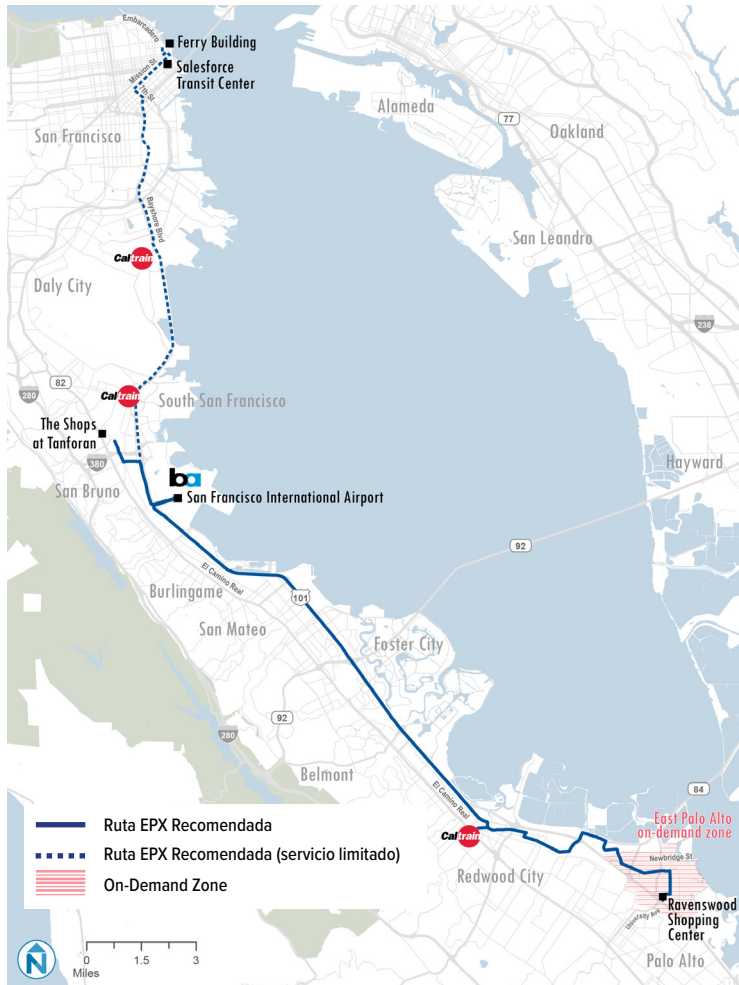 Embarcadero
Ferry Building
Mission St
Salesforce
Transit Center
7th St
Alameda
77
Oakland
San Francisco
Bayshore Blvd
San Leandro
Caltrain
Daly City
238
82
280
Caltrain
South San Francisco
The Shops
at Tanforan
380
Hayward
San Bruno
ba
San Francisco International Airport
92
El Camino Real
Burlingame
101
San Mateo
Foster City
92
280
Belmont
84
El Camino Real
East Palo Alto
on-demand zone
Caltrain
Newbridge St
Redwood City
University Ave
Ravenswood
Shopping
Center
Palo Alto
Ruta EPX Recomendada
Ruta EPX Recomendada (servicio limitado)
On-Demand Zone
N
0 1.5 3
Miles